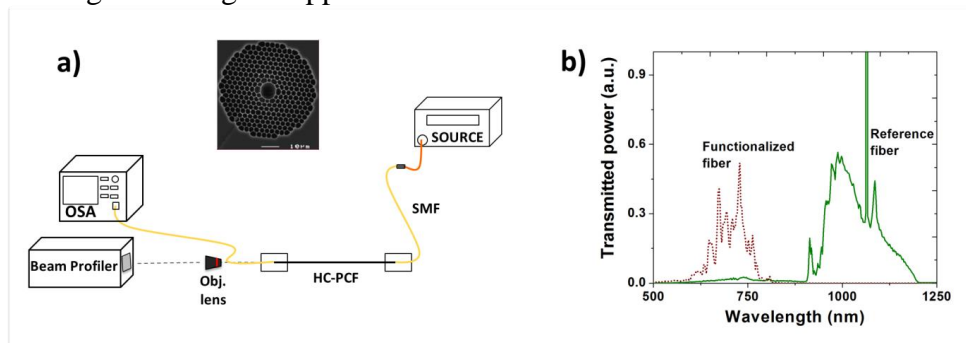 a)
10um
SOURCE
OSA
SMF
Beam Profiler
Obj.
lens
HC-PCF
b)
Transmitted power (a.u.)
0.9
0.6
0.3
0.0
Functionalized
fiber
Reference
fiber
500
750
1000
1250
Wavelength (nm)